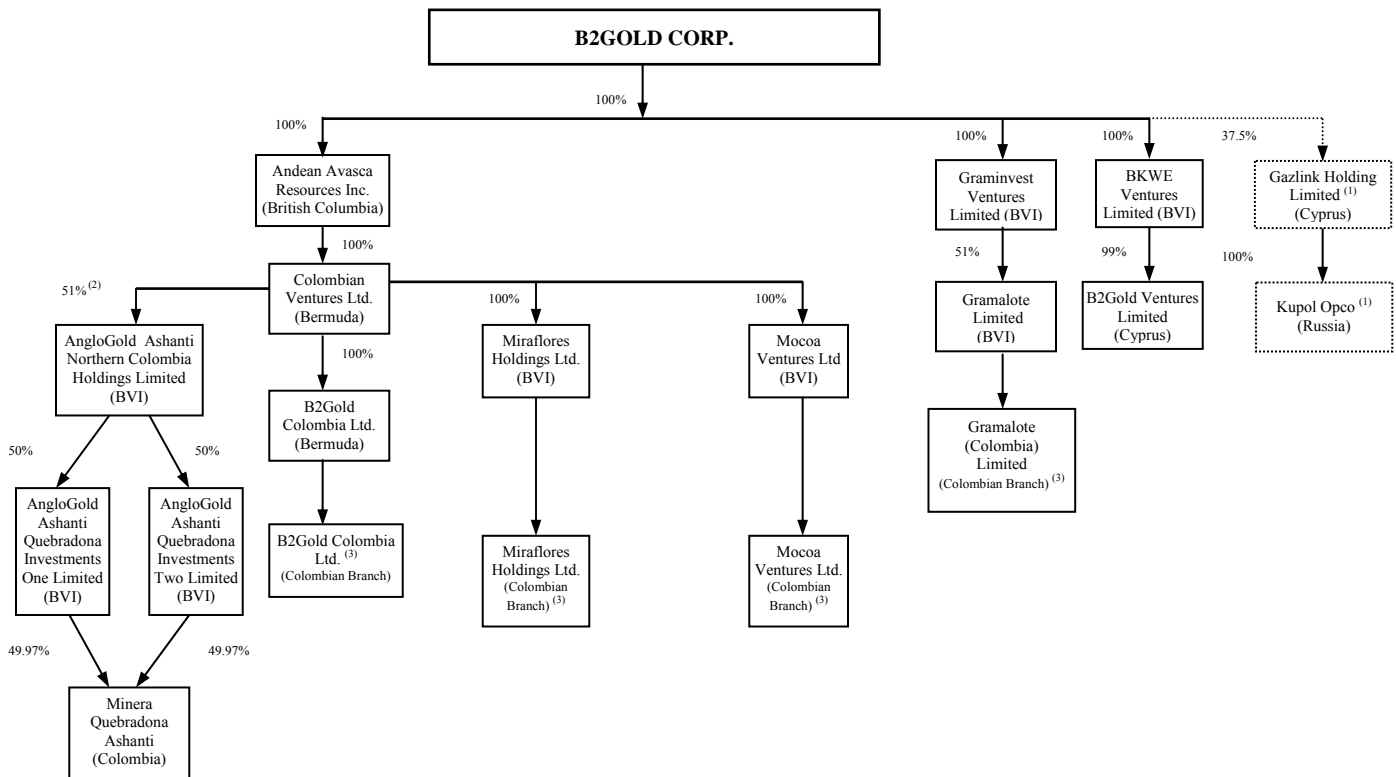 B2GOLD CORP.
100%
100%
100%
100%
37.5%
Andean Avasca
Resources Inc.
(British Columbia)
Graminvest
Ventures
Limited (BVI)
BKWE
Ventures
Limited (BVI)
Gazlink Holding
Limited (1)
(Cyprus)
100%
51%
99%
100%
51% (2)
Colombian
Ventures Ltd.
(Bermuda)
100%
100%
Gramalote
Limited
(BVI)
B2Gold Ventures
Limited
(Cyprus)
Kupol Opco (1)
(Russia)
AngloGold Ashanti
Northern Colombia
Holdings Limited
(BVI)
100%
Miraflores
Holdings Ltd.
(BVI)
Mocoa
Ventures Ltd
(BVI)
B2Gold
Colombia Ltd.
(Bermuda)
Gramalote
(Colombia)
Limited
(Colombian Branch) (3)
50%
50%
AngloGold
Ashanti
Quebradona
Investments
One Limited
(BVI)
AngloGold
Ashanti
Quebradona
Investments
Two Limited
(BVI)
B2Gold Colombia
Ltd. (3)
(Colombian Branch)
Miraflores
Holdings Ltd.
(Colombian
Branch) (3)
Mocoa
Ventures Ltd.
(Colombian
Branch) (3)
49.97%
49.97%
Minera
Quebradona
Ashanti
(Colombia)